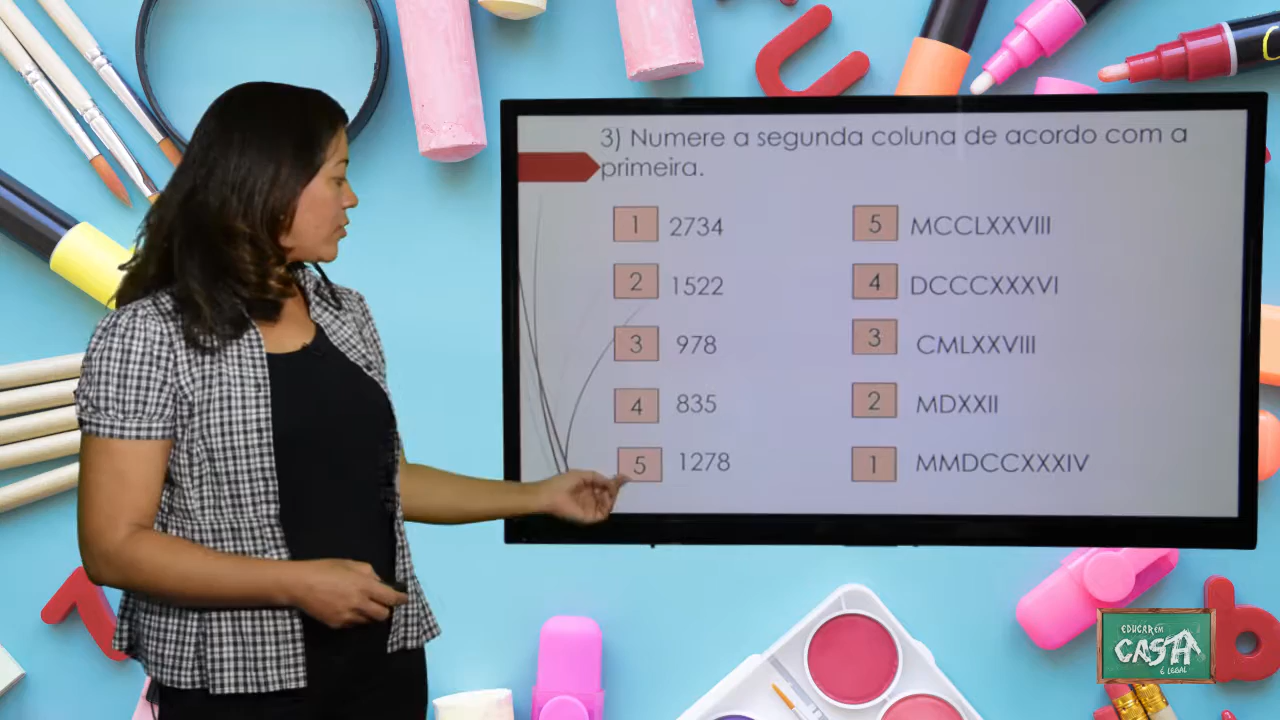 3) Numere a segunda coluna de acordo com a
primeira.
1 2734 5 MCCLXXVIII
2 1522 4 DCCCXXXVI
3 978 3 CMLXXVIII
4 835 2 MDXXII
5 1278 1 MMDCCXXXIV
EDUCAR EM
CASA
É LEGAL